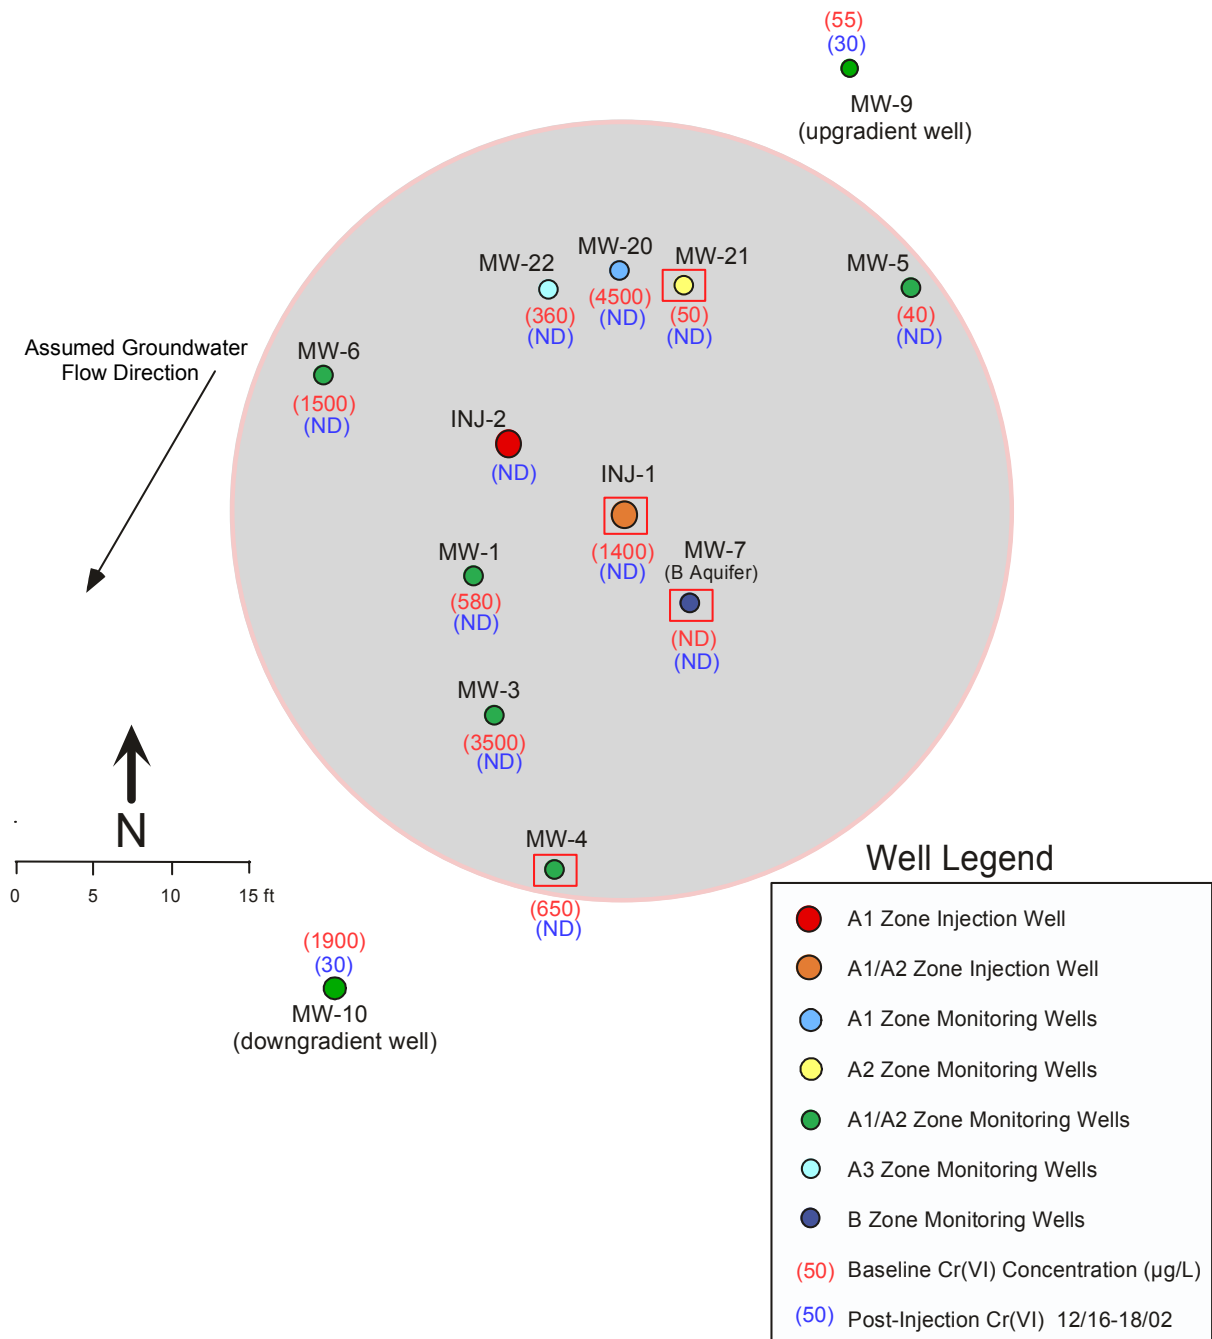 (55)
(30)
MW-9
(upgradient well)
MW-20
MW-22
MW-21
MW-5
(4500)
(ND)
(360)
(ND)
(50)
(ND)
(40)
(ND)
Assumed Groundwater
Flow Direction
MW-6
(1500)
(ND)
INJ-2
(ND)
INJ-1
(1400)
(ND)
MW-7
(B Aquifer)
(ND)
(ND)
MW-1
(580)
(ND)
MW-3
(3500)
(ND)
N
0 5 10 15 ft
MW-4
(650)
(ND)
(1900)
(30)
MW-10
(downgradient well)
Well Legend
A1 Zone Injection Well
A1/A2 Zone Injection Well
A1 Zone Monitoring Wells
A2 Zone Monitoring Wells
A1/A2 Zone Monitoring Wells
A3 Zone Monitoring Wells
B Zone Monitoring Wells
(50) Baseline Cr(VI) Concentration (µg/L)
(50) Post-Injection Cr(VI) 12/16-18/02